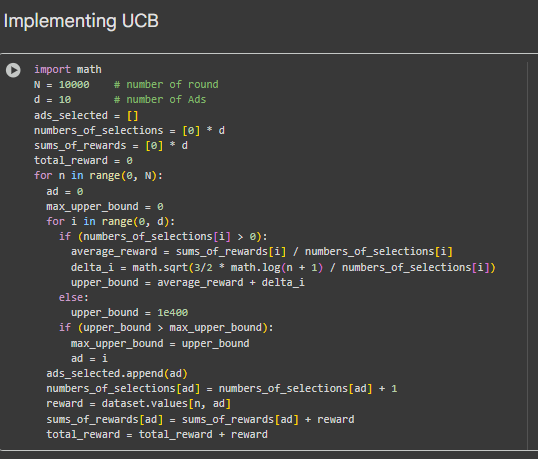 Implementing UCB
import math
N = 10000    # number of round
d = 10       # number of Ads
ads_selected = []
numbers_of_selections = [0] * d
sums_of_rewards = [0] * d
total_reward = 0
for n in range(0, N):
  ad = 0
  max_upper_bound = 0
  for i in range(0, d):
    if (numbers_of_selections[i] > 0):
      average_reward = sums_of_rewards[i] / numbers_of_selections[i]
      delta_i = math.sqrt(3/2 * math.log(n + 1) / numbers_of_selections[i])
      upper_bound = average_reward + delta_i
    else:
      upper_bound = 1e400
    if (upper_bound > max_upper_bound):
      max_upper_bound = upper_bound
      ad = i
  ads_selected.append(ad)
  numbers_of_selections[ad] = numbers_of_selections[ad] + 1
  reward = dataset.values[n, ad]
  sums_of_rewards[ad] = sums_of_rewards[ad] + reward
  total_reward = total_reward + reward